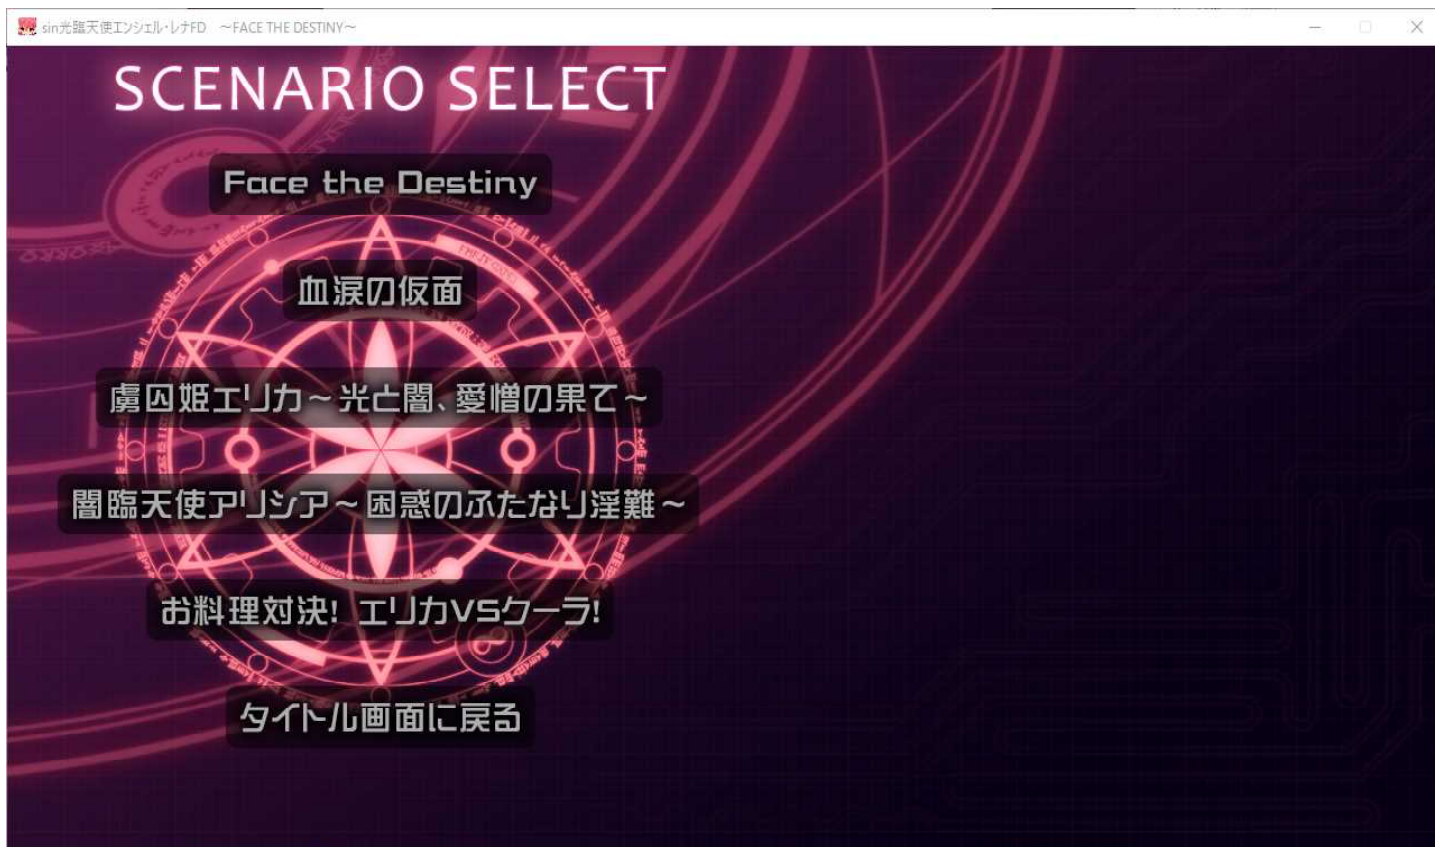 sin光臨天使エンシェル・レナFD　～FACE THE DESTINY～
SCENARIO SELECT
Face the Destiny
血涙の仮面
虜囚姫エリカ～光と闇、愛憎の果て～
闇臨天使アリシア～困惑のふたなり淫難～
お料理対決! エリカVSクーラ!
タイトル画面に戻る